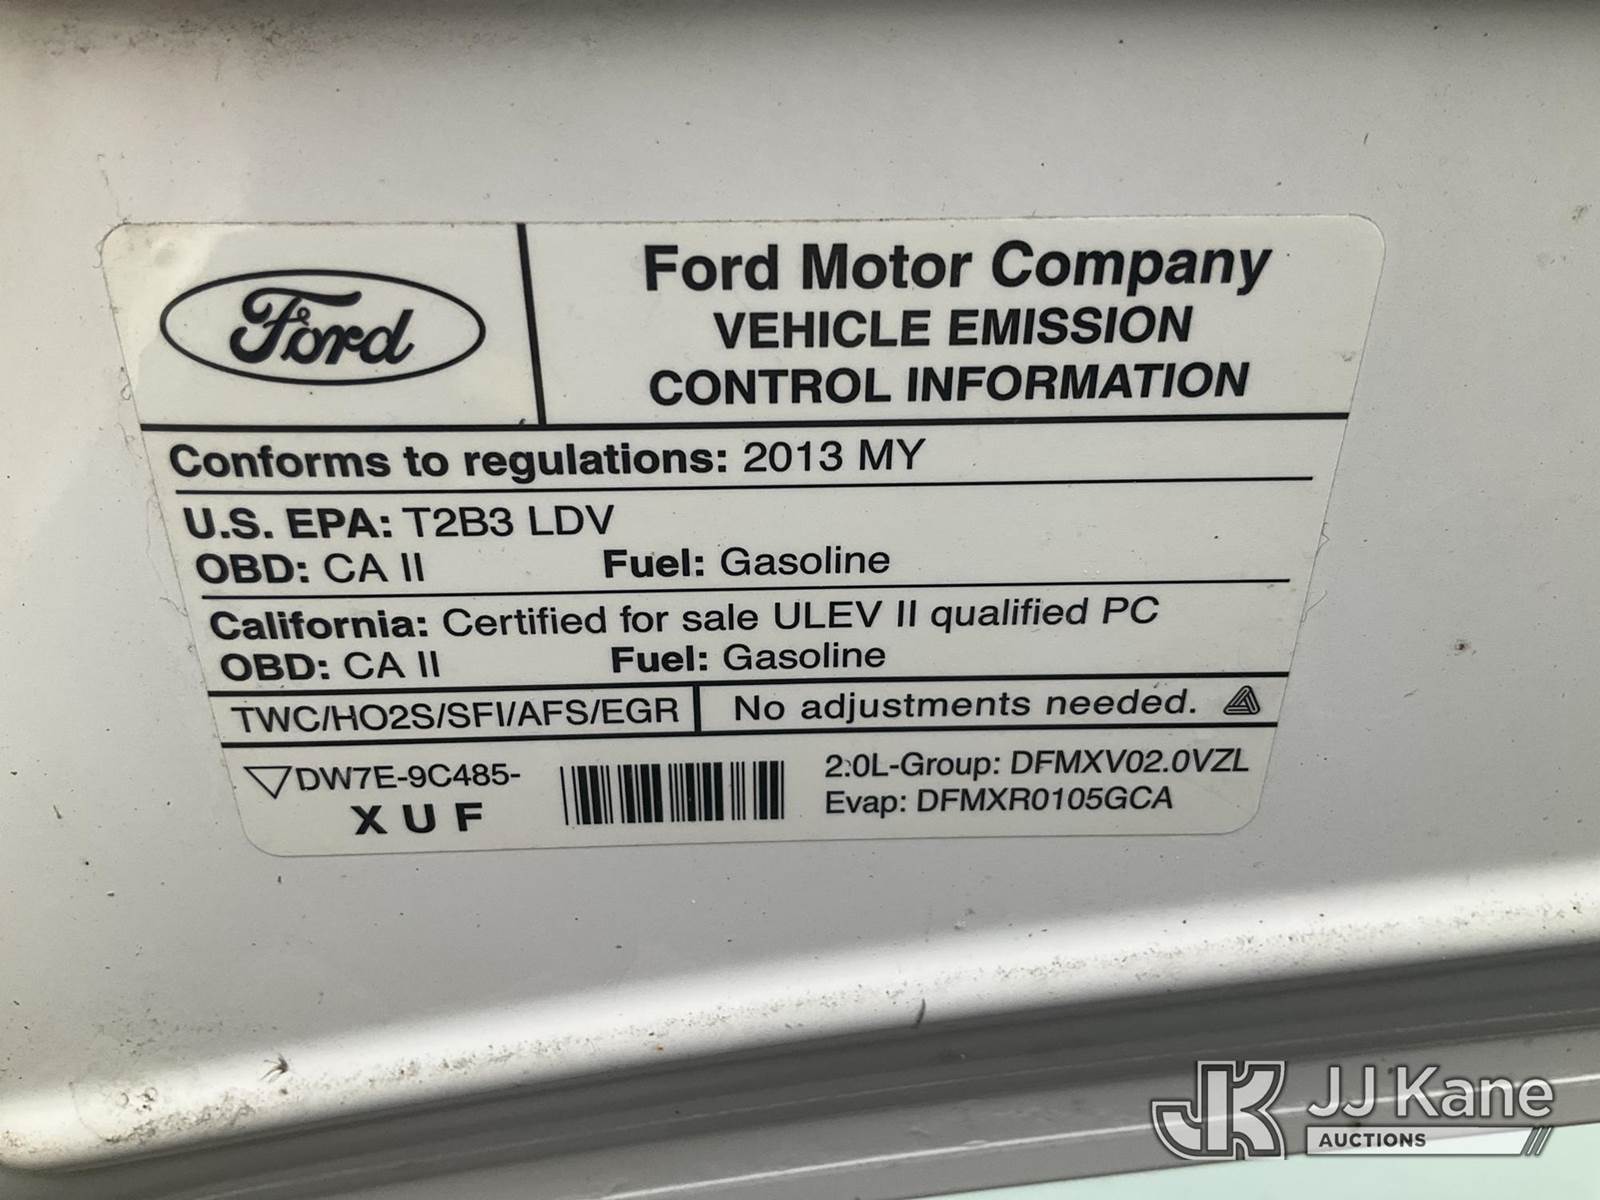 Ford
Ford Motor Company
VEHICLE EMISSION
CONTROL INFORMATION
Conforms to regulations: 2013 MY
U.S. EPA: T2B3 LDV
OBD: CA II Fuel: Gasoline
California: Certified for sale ULEV II qualified PC
OBD: CA II Fuel: Gasoline
TWC/HO2S/SFI/AFS/EGR No adjustments needed.
DW7E-9C485-
X U F
2.0L-Group: DFMXV02.0VZL
Evap: DFMXR0105GCA
JK JJ Kane
AUCTIONS